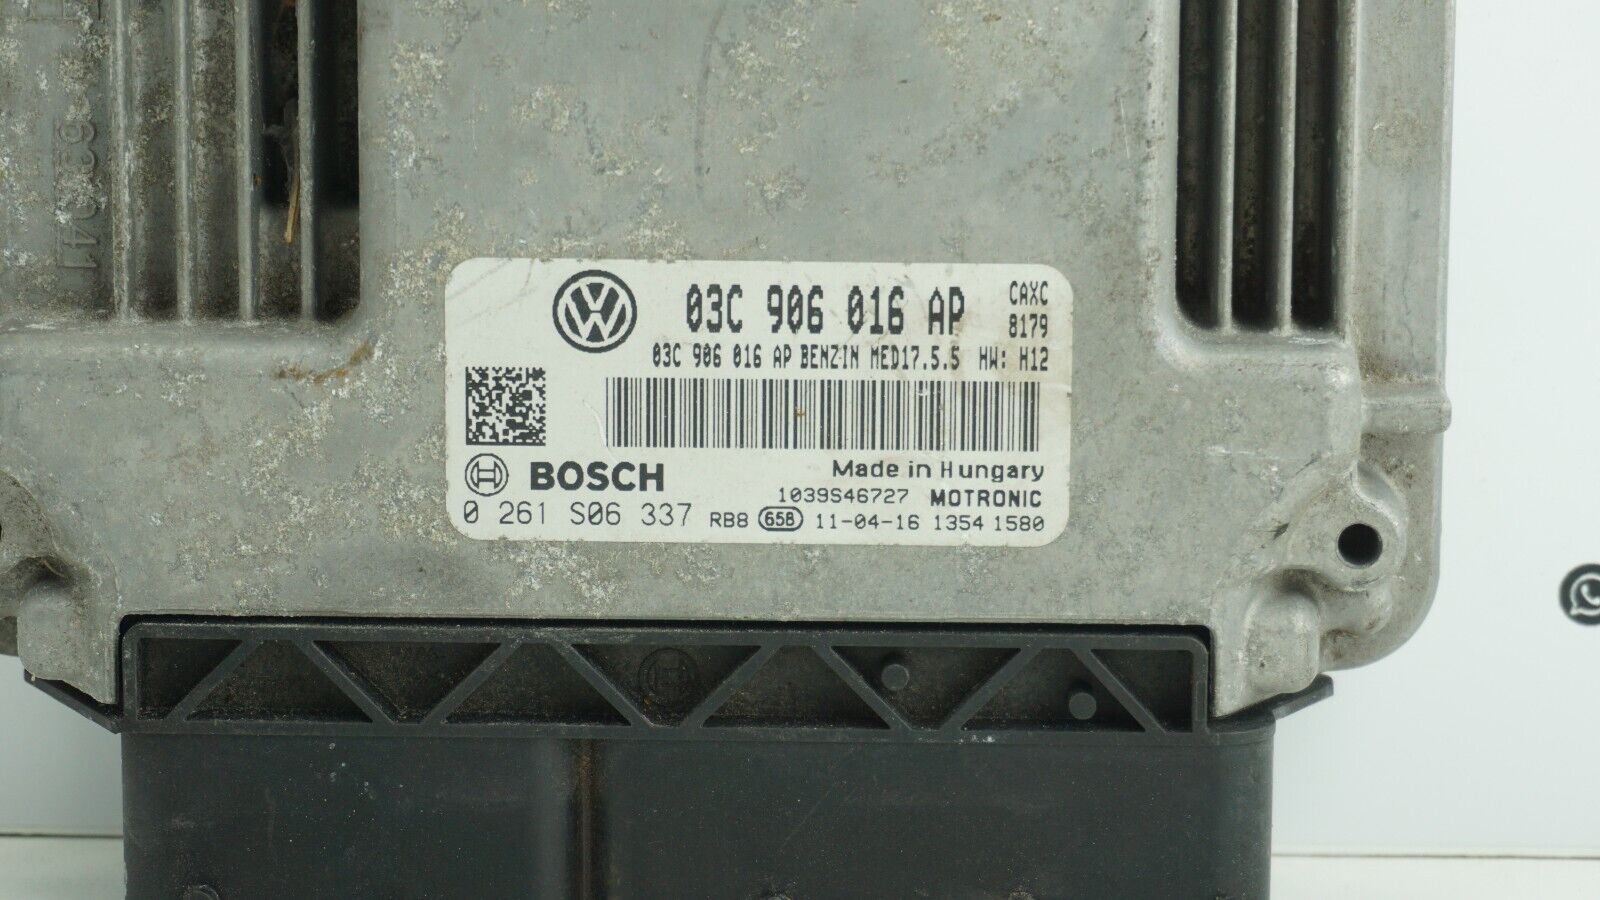 03C 906 016 AP
CAXC
8179
03C 906 016 AP BENZIN MED17.5.5 HW: H12
BOSCH
Made in Hungary
1039S46727 MOTRONIC
0 261 S06 337 RB8 658 11-04-16 1354 1580